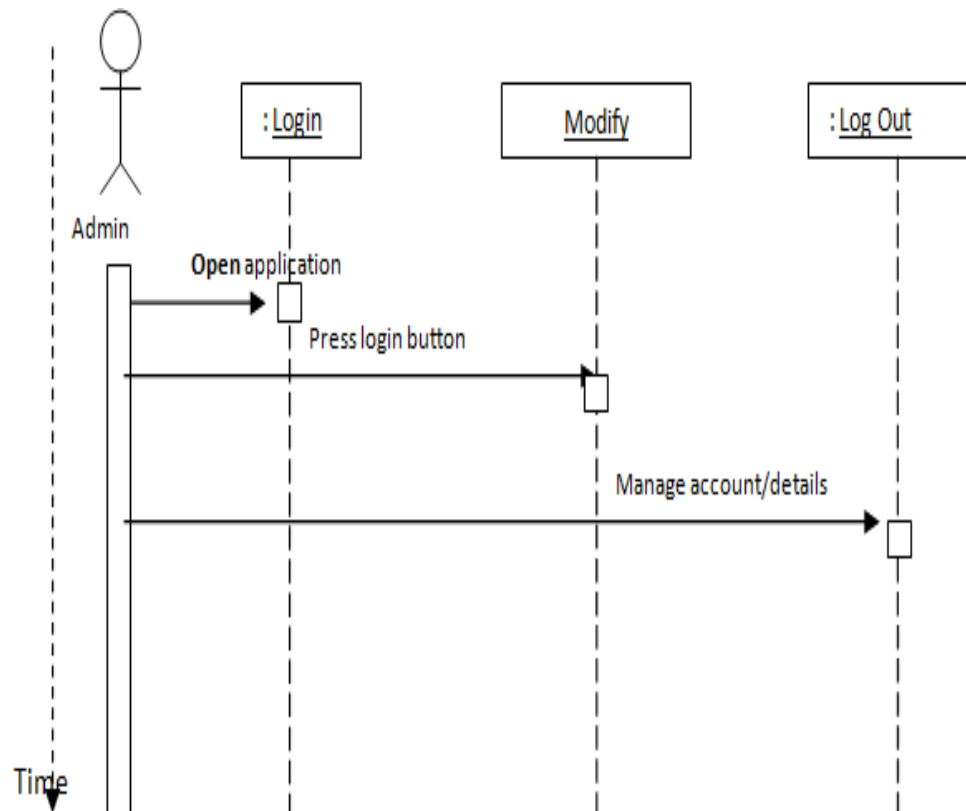 : Login
Modify
: Log Out
Admin
Open application
Press login button
Manage account/details
Time